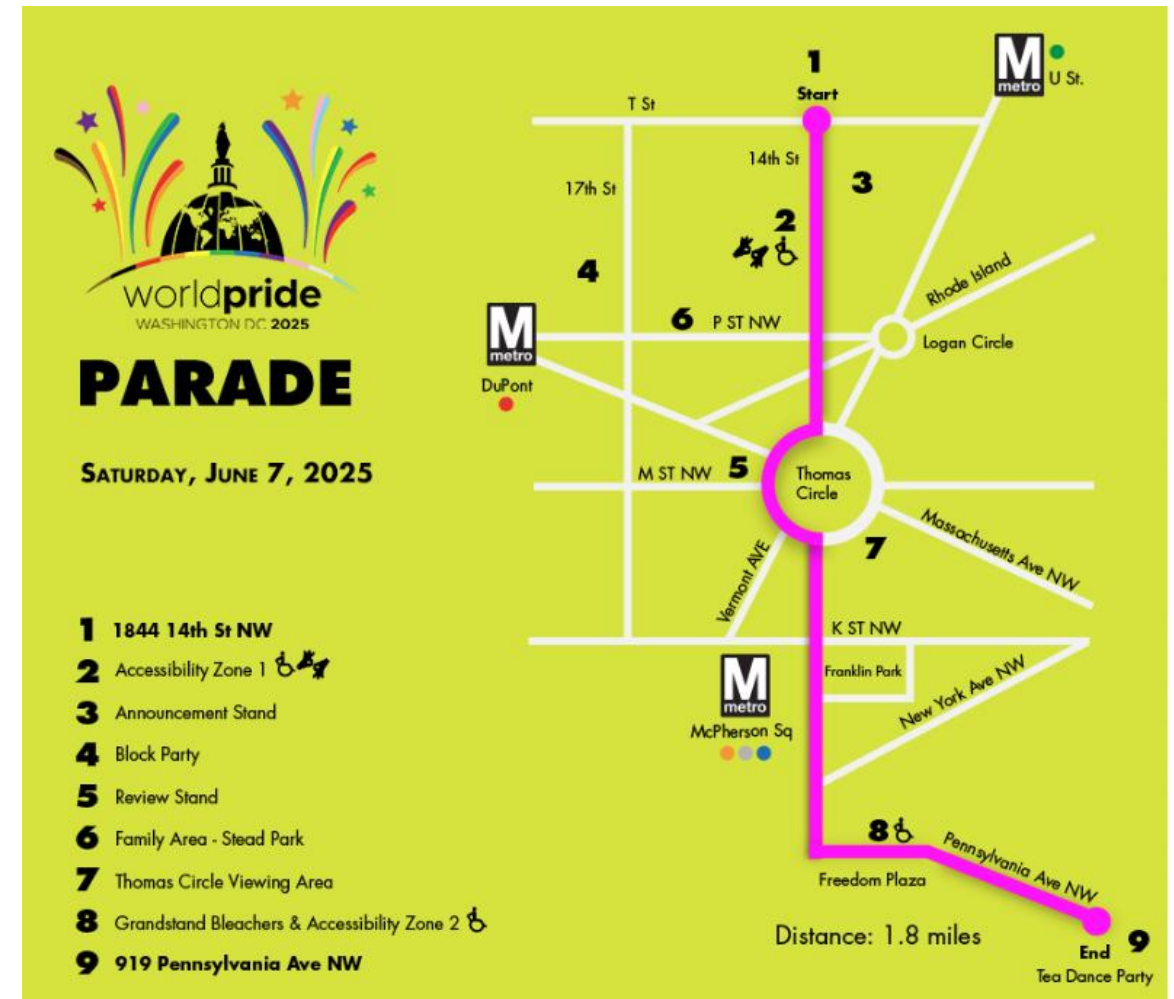 worldpride
WASHINGTON DC 2025
PARADE
SATURDAY, JUNE 7, 2025
1 1844 14th St NW
2 Accessibility Zone 1
3 Announcement Stand
4 Block Party
5 Review Stand
6 Family Area - Stead Park
7 Thomas Circle Viewing Area
8 Grandstand Bleachers & Accessibility Zone 2
9 919 Pennsylvania Ave NW
1
Start
M
metro
U St.
T St
14th St
17th St
3
2
4
Rhode Island
M
metro
DuPont
6
P ST NW
Logan Circle
M ST NW
5
Thomas
Circle
7
Massachusetts Ave NW
Vermont AVE
K ST NW
Franklin Park
New York Ave NW
M
metro
McPherson Sq
8
Pennsylvania Ave NW
Freedom Plaza
Distance: 1.8 miles
End
9
Tea Dance Party